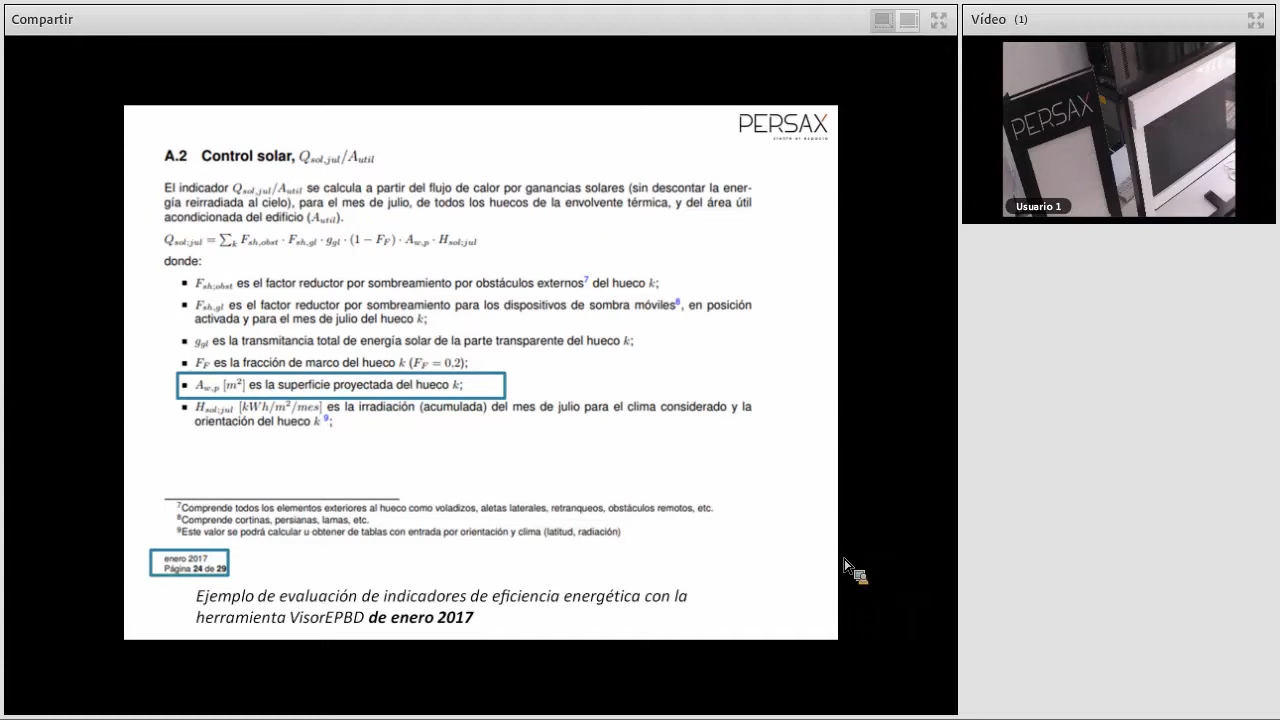 Compartir
Vídeo (1)
PERSAX
Usuario 1
PERSAX
siente el espacio
A.2 Control solar, Q_sol,jul/A_util
El indicador Q_sol,jul/A_util se calcula a partir del flujo de calor por ganancias solares (sin descontar la ener-
gía reirradiada al cielo), para el mes de julio, de todos los huecos de la envolvente térmica, y del área útil
acondicionada del edificio (A_util).
Q_sol;jul = ∑_k F_sh,obst · F_sh,gl · g_gl · (1 − F_F) · A_w,p · H_sol;jul
donde:
▪ F_sh;obst es el factor reductor por sombreamiento por obstáculos externos⁷ del hueco k;
▪ F_sh,gl es el factor reductor por sombreamiento para los dispositivos de sombra móviles⁸, en posición
activada y para el mes de julio del hueco k;
▪ g_gl es la transmitancia total de energía solar de la parte transparente del hueco k;
▪ F_F es la fracción de marco del hueco k (F_F = 0,2);
▪ A_w,p [m²] es la superficie proyectada del hueco k;
▪ H_sol;jul [kWh/m²/mes] es la irradiación (acumulada) del mes de julio para el clima considerado y la
orientación del hueco k ⁹;
⁷Comprende todos los elementos exteriores al hueco como voladizos, aletas laterales, retranqueos, obstáculos remotos, etc.
⁸Comprende cortinas, persianas, lamas, etc.
⁹Este valor se podrá calcular u obtener de tablas con entrada por orientación y clima (latitud, radiación)
enero 2017
Página 24 de 29
Ejemplo de evaluación de indicadores de eficiencia energética con la
herramienta VisorEPBD de enero 2017